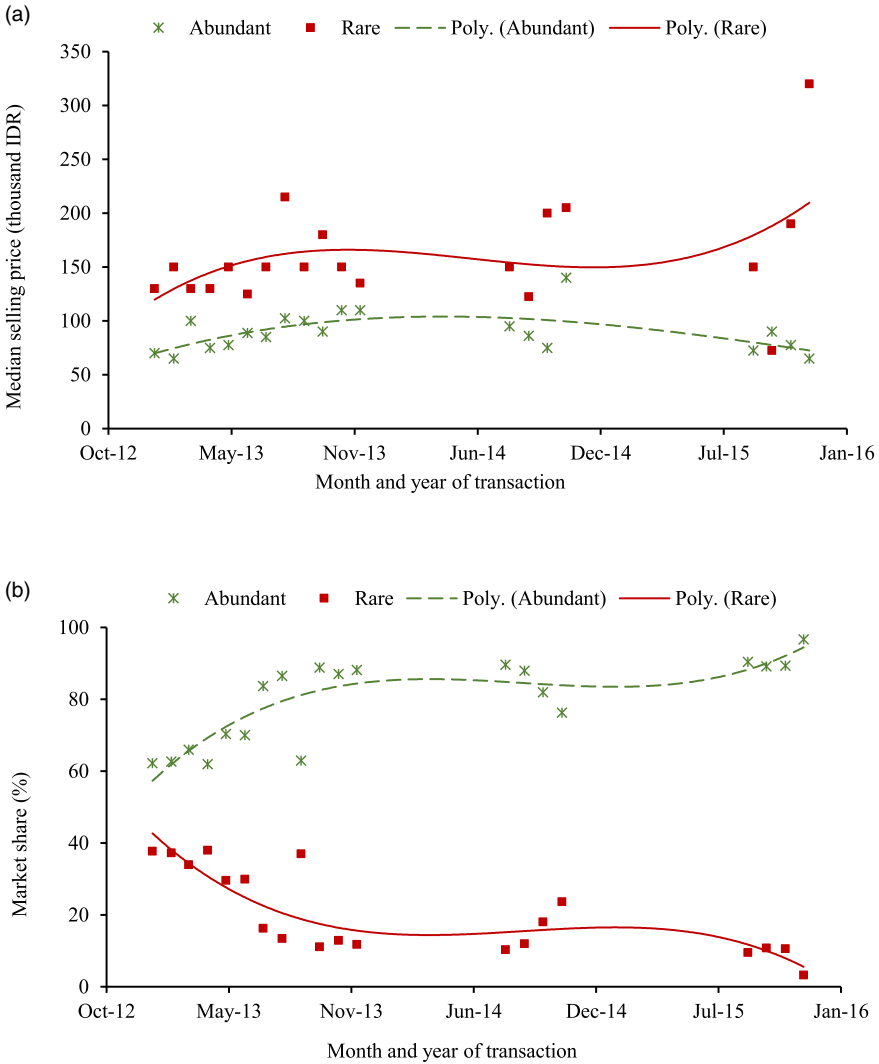 (a)
Abundant Rare Poly. (Abundant) Poly. (Rare)
350
300
250
200
150
100
50
0
Median selling price (thousand IDR)
Oct-12 May-13 Nov-13 Jun-14 Dec-14 Jul-15 Jan-16
Month and year of transaction
(b)
Abundant Rare Poly. (Abundant) Poly. (Rare)
100
80
60
40
20
0
Market share (%)
Oct-12 May-13 Nov-13 Jun-14 Dec-14 Jul-15 Jan-16
Month and year of transaction